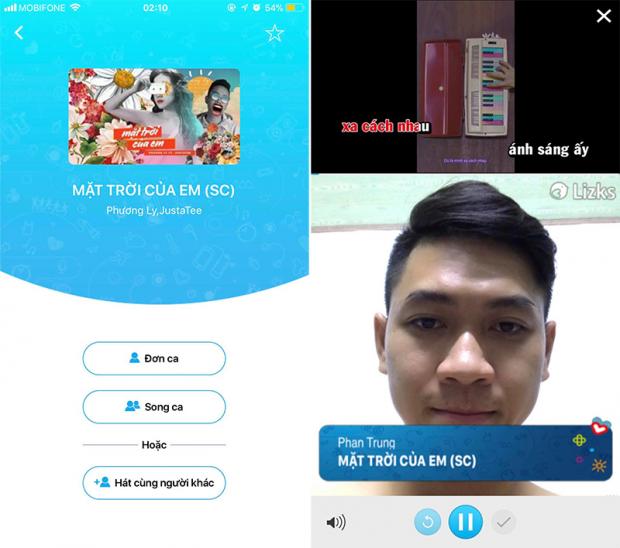 MOBIFONE 02:10 54%
mặt trời
của em
MẶT TRỜI CỦA EM (SC)
Phương Ly,JustaTee
Đơn ca
Song ca
Hoặc
Hát cùng người khác
xa cách nhau
ánh sáng ấy
Lizks
Phan Trung
MẶT TRỜI CỦA EM (SC)